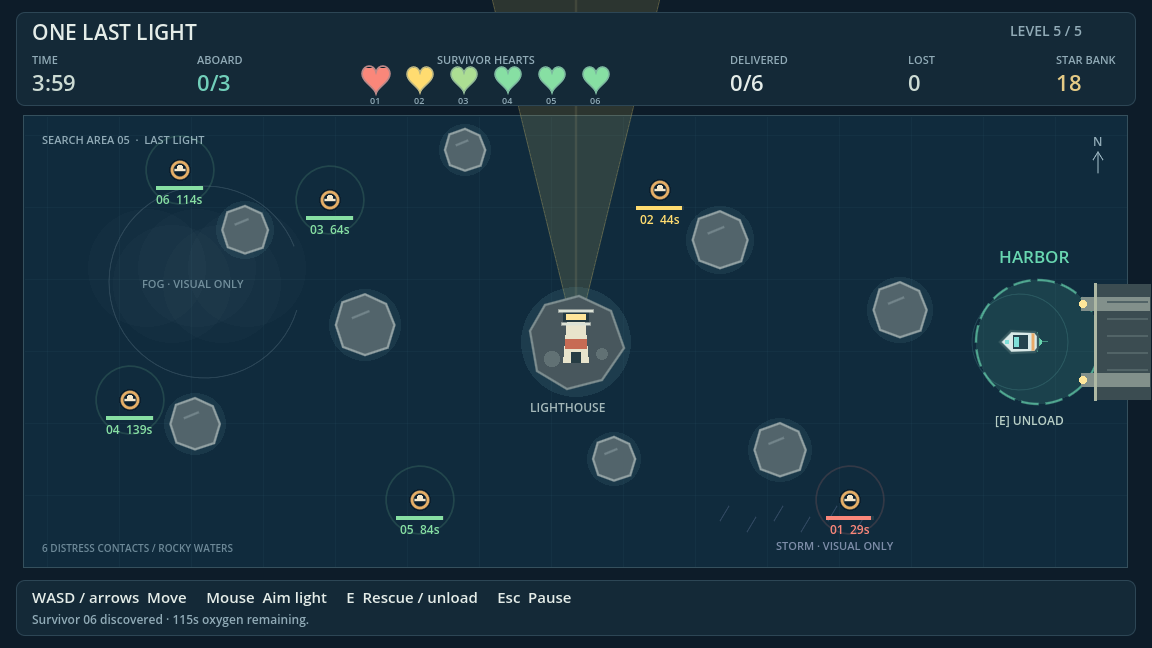 ONE LAST LIGHT
LEVEL 5 / 5
TIME
ABOARD
SURVIVOR HEARTS
DELIVERED
LOST
STAR BANK
3:59
0/3
0/6
0
18
01 02 03 04 05 06
SEARCH AREA 05 · LAST LIGHT
N
06 114s
03 64s
02 44s
HARBOR
FOG · VISUAL ONLY
LIGHTHOUSE
[E] UNLOAD
04 139s
05 84s
01 29s
6 DISTRESS CONTACTS / ROCKY WATERS
STORM · VISUAL ONLY
WASD / arrows Move Mouse Aim light E Rescue / unload Esc Pause
Survivor 06 discovered · 115s oxygen remaining.